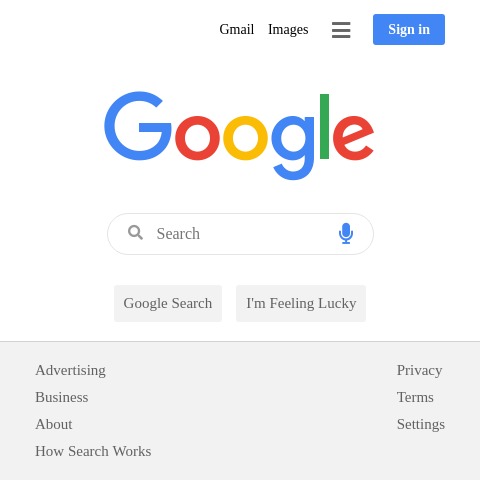 Gmail Images Sign in
Google
Search
Google Search I'm Feeling Lucky
Advertising Privacy
Business Terms
About Settings
How Search Works